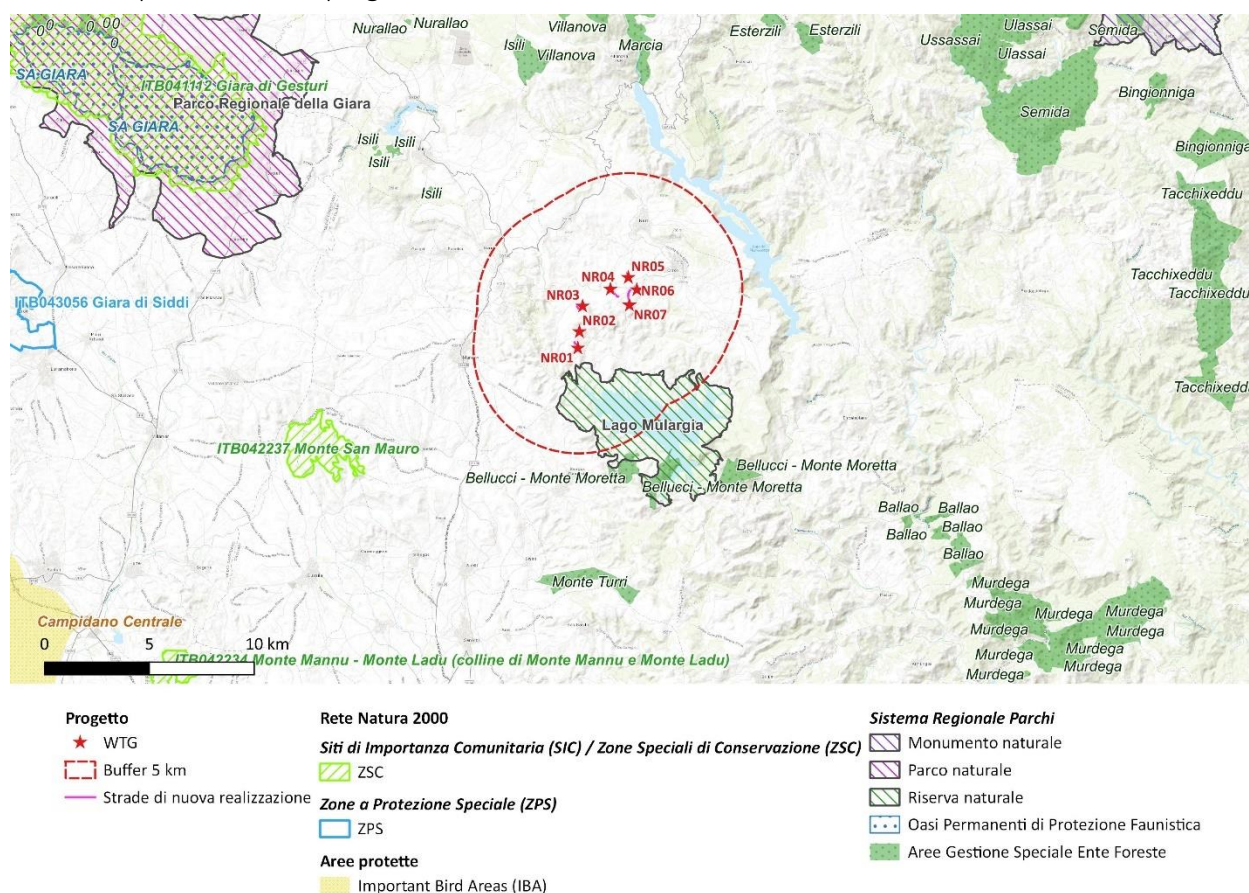 Nurallao
Nurallao
Villanova
Isili
Villanova
Marcia
Esterzili
Esterzili
Ussassai
Ulassai
Ulassai
Semida
Semida
Bingionniga
Bingionniga
SA GIARA
ITB041112 Giara di Gesturi
Parco Regionale della Giara
SA GIARA
Isili
Isili
Isili
Isili
Tacchixeddu
Tacchixeddu
Tacchixeddu
Tacchixeddu
ITB043056 Giara di Siddi
NR05
NR04
NR06
NR03
NR07
NR02
NR01
Lago Mulargia
ITB042237 Monte San Mauro
Bellucci - Monte Moretta
Bellucci - Monte Moretta
Bellucci - Monte Moretta
Ballao
Ballao
Ballao
Ballao
Ballao
Monte Turri
Murdega
Murdega
Murdega
Murdega
Murdega
Murdega
Murdega
Murdega
Murdega
Campidano Centrale
0 5 10 km
ITB042234 Monte Mannu - Monte Ladu (colline di Monte Mannu e Monte Ladu)
Progetto
WTG
Buffer 5 km
Strade di nuova realizzazione
Rete Natura 2000
Siti di Importanza Comunitaria (SIC) / Zone Speciali di Conservazione (ZSC)
ZSC
Zone a Protezione Speciale (ZPS)
ZPS
Aree protette
Important Bird Areas (IBA)
Sistema Regionale Parchi
Monumento naturale
Parco naturale
Riserva naturale
Oasi Permanenti di Protezione Faunistica
Aree Gestione Speciale Ente Foreste